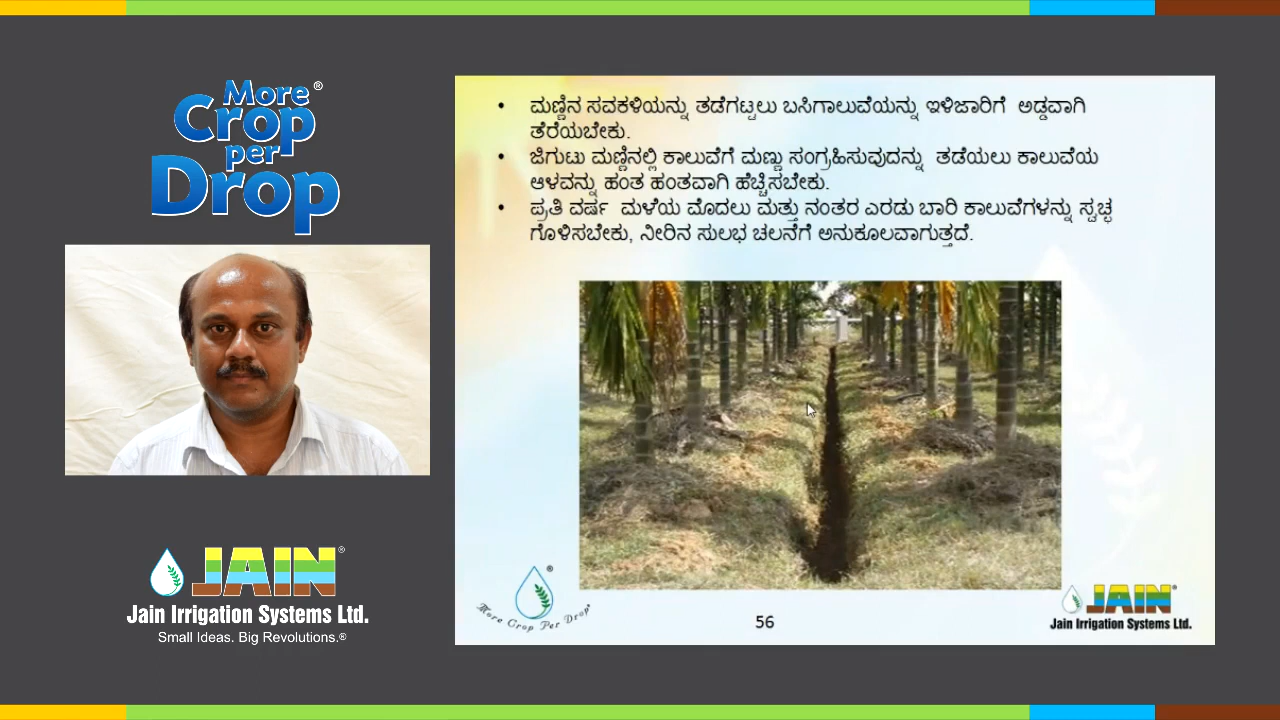 More ®
Crop
per
Drop
• ಮಣ್ಣಿನ ಸವಕಳಿಯನ್ನು ತಡೆಗಟ್ಟಲು ಬಸಿಗಾಲುವೆಯನ್ನು ಇಳಿಜಾರಿಗೆ ಅಡ್ಡವಾಗಿ
ತೆರೆಯಬೇಕು.
• ಜಿಗುಟು ಮಣ್ಣಿನಲ್ಲಿ ಕಾಲುವೆಗೆ ಮಣ್ಣು ಸಂಗ್ರಹಿಸುವುದನ್ನು ತಡೆಯಲು ಕಾಲುವೆಯ
ಆಳವನ್ನು ಹಂತ ಹಂತವಾಗಿ ಹೆಚ್ಚಿಸಬೇಕು.
• ಪ್ರತಿ ವರ್ಷ ಮಳೆಯ ಮೊದಲು ಮತ್ತು ನಂತರ ಎರಡು ಬಾರಿ ಕಾಲುವೆಗಳನ್ನು ಸ್ವಚ್ಛ
ಗೊಳಿಸಬೇಕು, ನೀರಿನ ಸುಲಭ ಚಲನೆಗೆ ಅನುಕೂಲವಾಗುತ್ತದೆ.
JAIN®
Jain Irrigation Systems Ltd.
Small Ideas. Big Revolutions.®
®
More Crop Per Drop®
56
JAIN®
Jain Irrigation Systems Ltd.